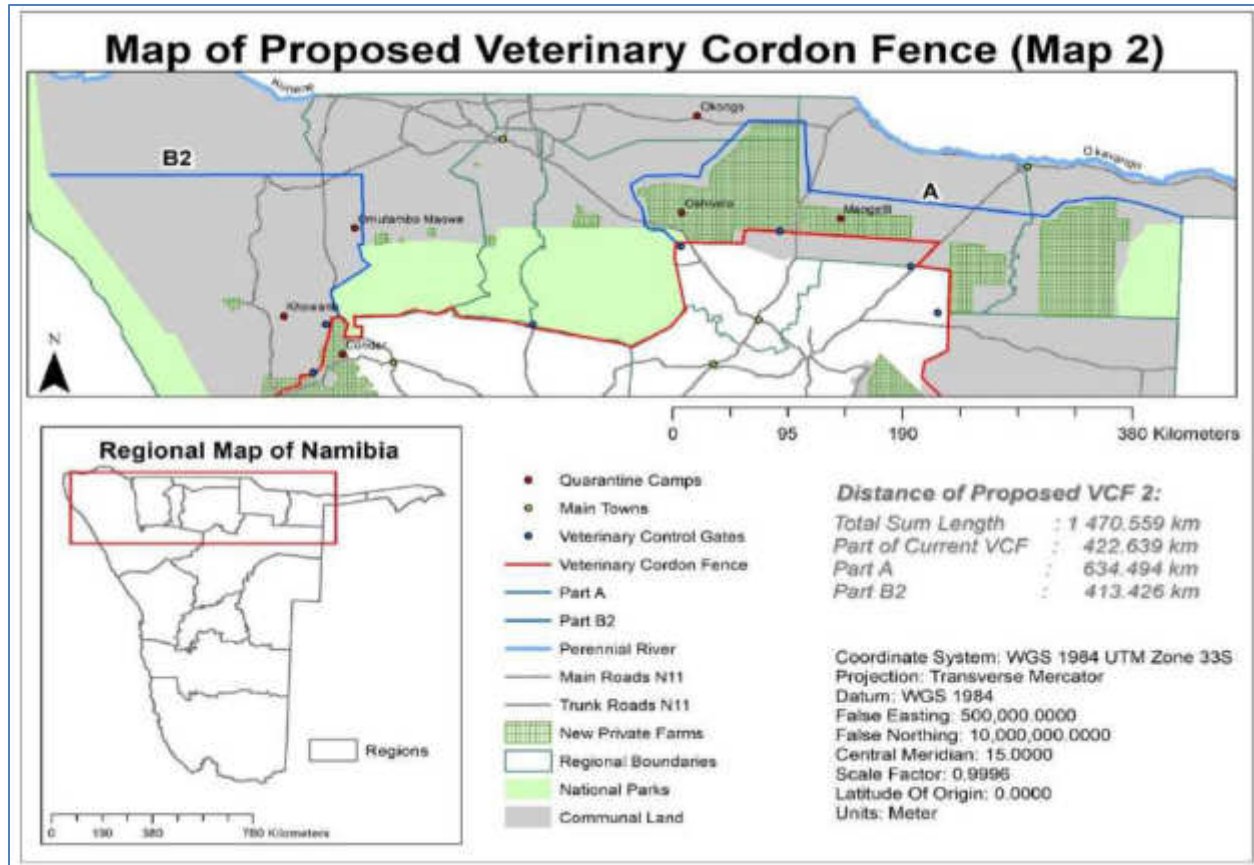 Map of Proposed Veterinary Cordon Fence (Map 2)
Kunene
Okongo
B2
Okavango
A
Oshivelo
Mangetti
Omutambo Maowe
Khowarib
N
Condor
0 95 190 380 Kilometers
Regional Map of Namibia
Regions
0 190 380 780 Kilometers
Quarantine Camps
Main Towns
Veterinary Control Gates
Veterinary Cordon Fence
Part A
Part B2
Perennial River
Main Roads N11
Trunk Roads N11
New Private Farms
Regional Boundaries
National Parks
Communal Land
Distance of Proposed VCF 2:
Total Sum Length : 1 470.559 km
Part of Current VCF : 422.639 km
Part A : 634.494 km
Part B2 : 413.426 km
Coordinate System: WGS 1984 UTM Zone 33S
Projection: Transverse Mercator
Datum: WGS 1984
False Easting: 500,000.0000
False Northing: 10,000,000.0000
Central Meridian: 15.0000
Scale Factor: 0.9996
Latitude Of Origin: 0.0000
Units: Meter